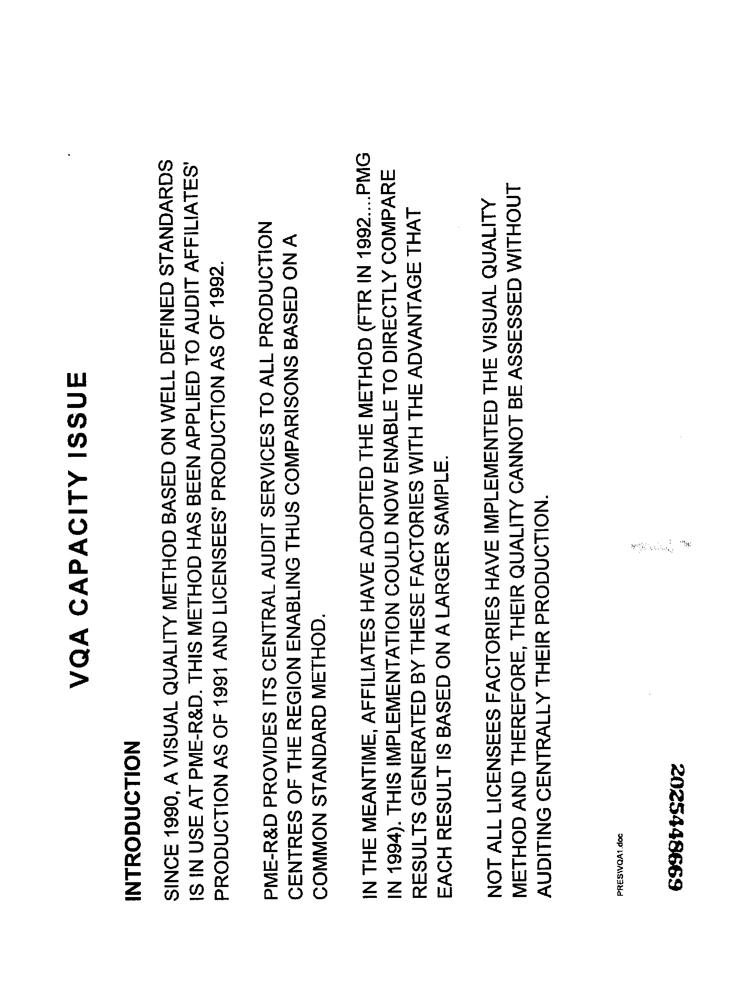 VQA CAPACITY ISSUE
INTRODUCTION
SINCE 1990, A VISUAL QUALITY METHOD BASED ON WELL DEFINED STANDARDS
IS IN USE AT PME-R&D. THIS METHOD HAS BEEN APPLIED TO AUDIT AFFILIATES'
PRODUCTION AS OF 1991 AND LICENSEES' PRODUCTION AS OF 1992.
PME-R&D PROVIDES ITS CENTRAL AUDIT SERVICES TO ALL PRODUCTION
CENTRES OF THE REGION ENABLING THUS COMPARISONS BASED ON A
COMMON STANDARD METHOD.
IN THE MEANTIME, AFFILIATES HAVE ADOPTED THE METHOD (FTR IN 1992....PMG
IN 1994). THIS IMPLEMENTATION COULD NOW ENABLE TO DIRECTLY COMPARE
RESULTS GENERATED BY THESE FACTORIES WITH THE ADVANTAGE THAT
EACH RESULT IS BASED ON A LARGER SAMPLE.
NOT ALL LICENSEES FACTORIES HAVE IMPLEMENTED THE VISUAL QUALITY
METHOD AND THEREFORE, THEIR QUALITY CANNOT BE ASSESSED WITHOUT
AUDITING CENTRALLY THEIR PRODUCTION.
PRESWQA1.doc
2025448669